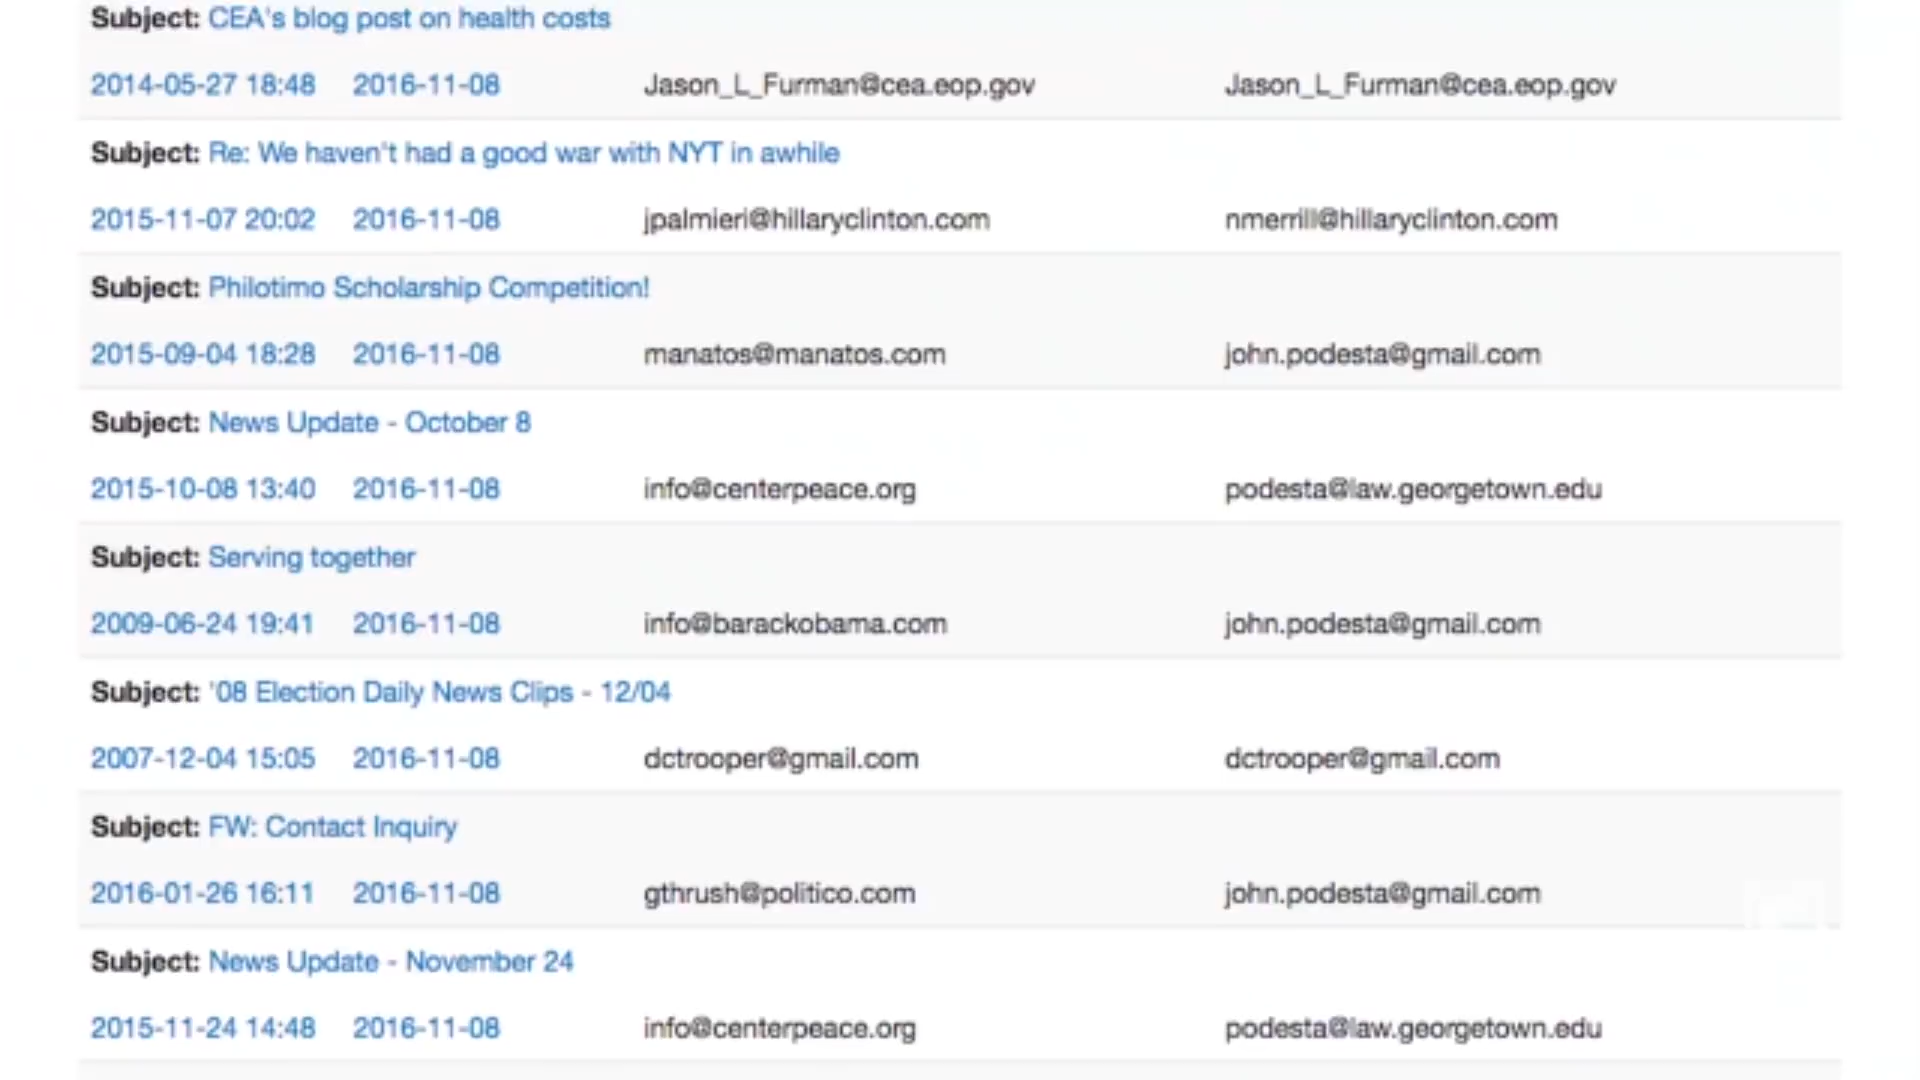 Subject: CEA's blog post on health costs
2014-05-27 18:48 2016-11-08 Jason_L_Furman@cea.eop.gov Jason_L_Furman@cea.eop.gov
Subject: Re: We haven't had a good war with NYT in awhile
2015-11-07 20:02 2016-11-08 jpalmieri@hillaryclinton.com nmerrill@hillaryclinton.com
Subject: Philotimo Scholarship Competition!
2015-09-04 18:28 2016-11-08 manatos@manatos.com john.podesta@gmail.com
Subject: News Update - October 8
2015-10-08 13:40 2016-11-08 info@centerpeace.org podesta@law.georgetown.edu
Subject: Serving together
2009-06-24 19:41 2016-11-08 info@barackobama.com john.podesta@gmail.com
Subject: '08 Election Daily News Clips - 12/04
2007-12-04 15:05 2016-11-08 dctrooper@gmail.com dctrooper@gmail.com
Subject: FW: Contact Inquiry
2016-01-26 16:11 2016-11-08 gthrush@politico.com john.podesta@gmail.com
Subject: News Update - November 24
2015-11-24 14:48 2016-11-08 info@centerpeace.org podesta@law.georgetown.edu